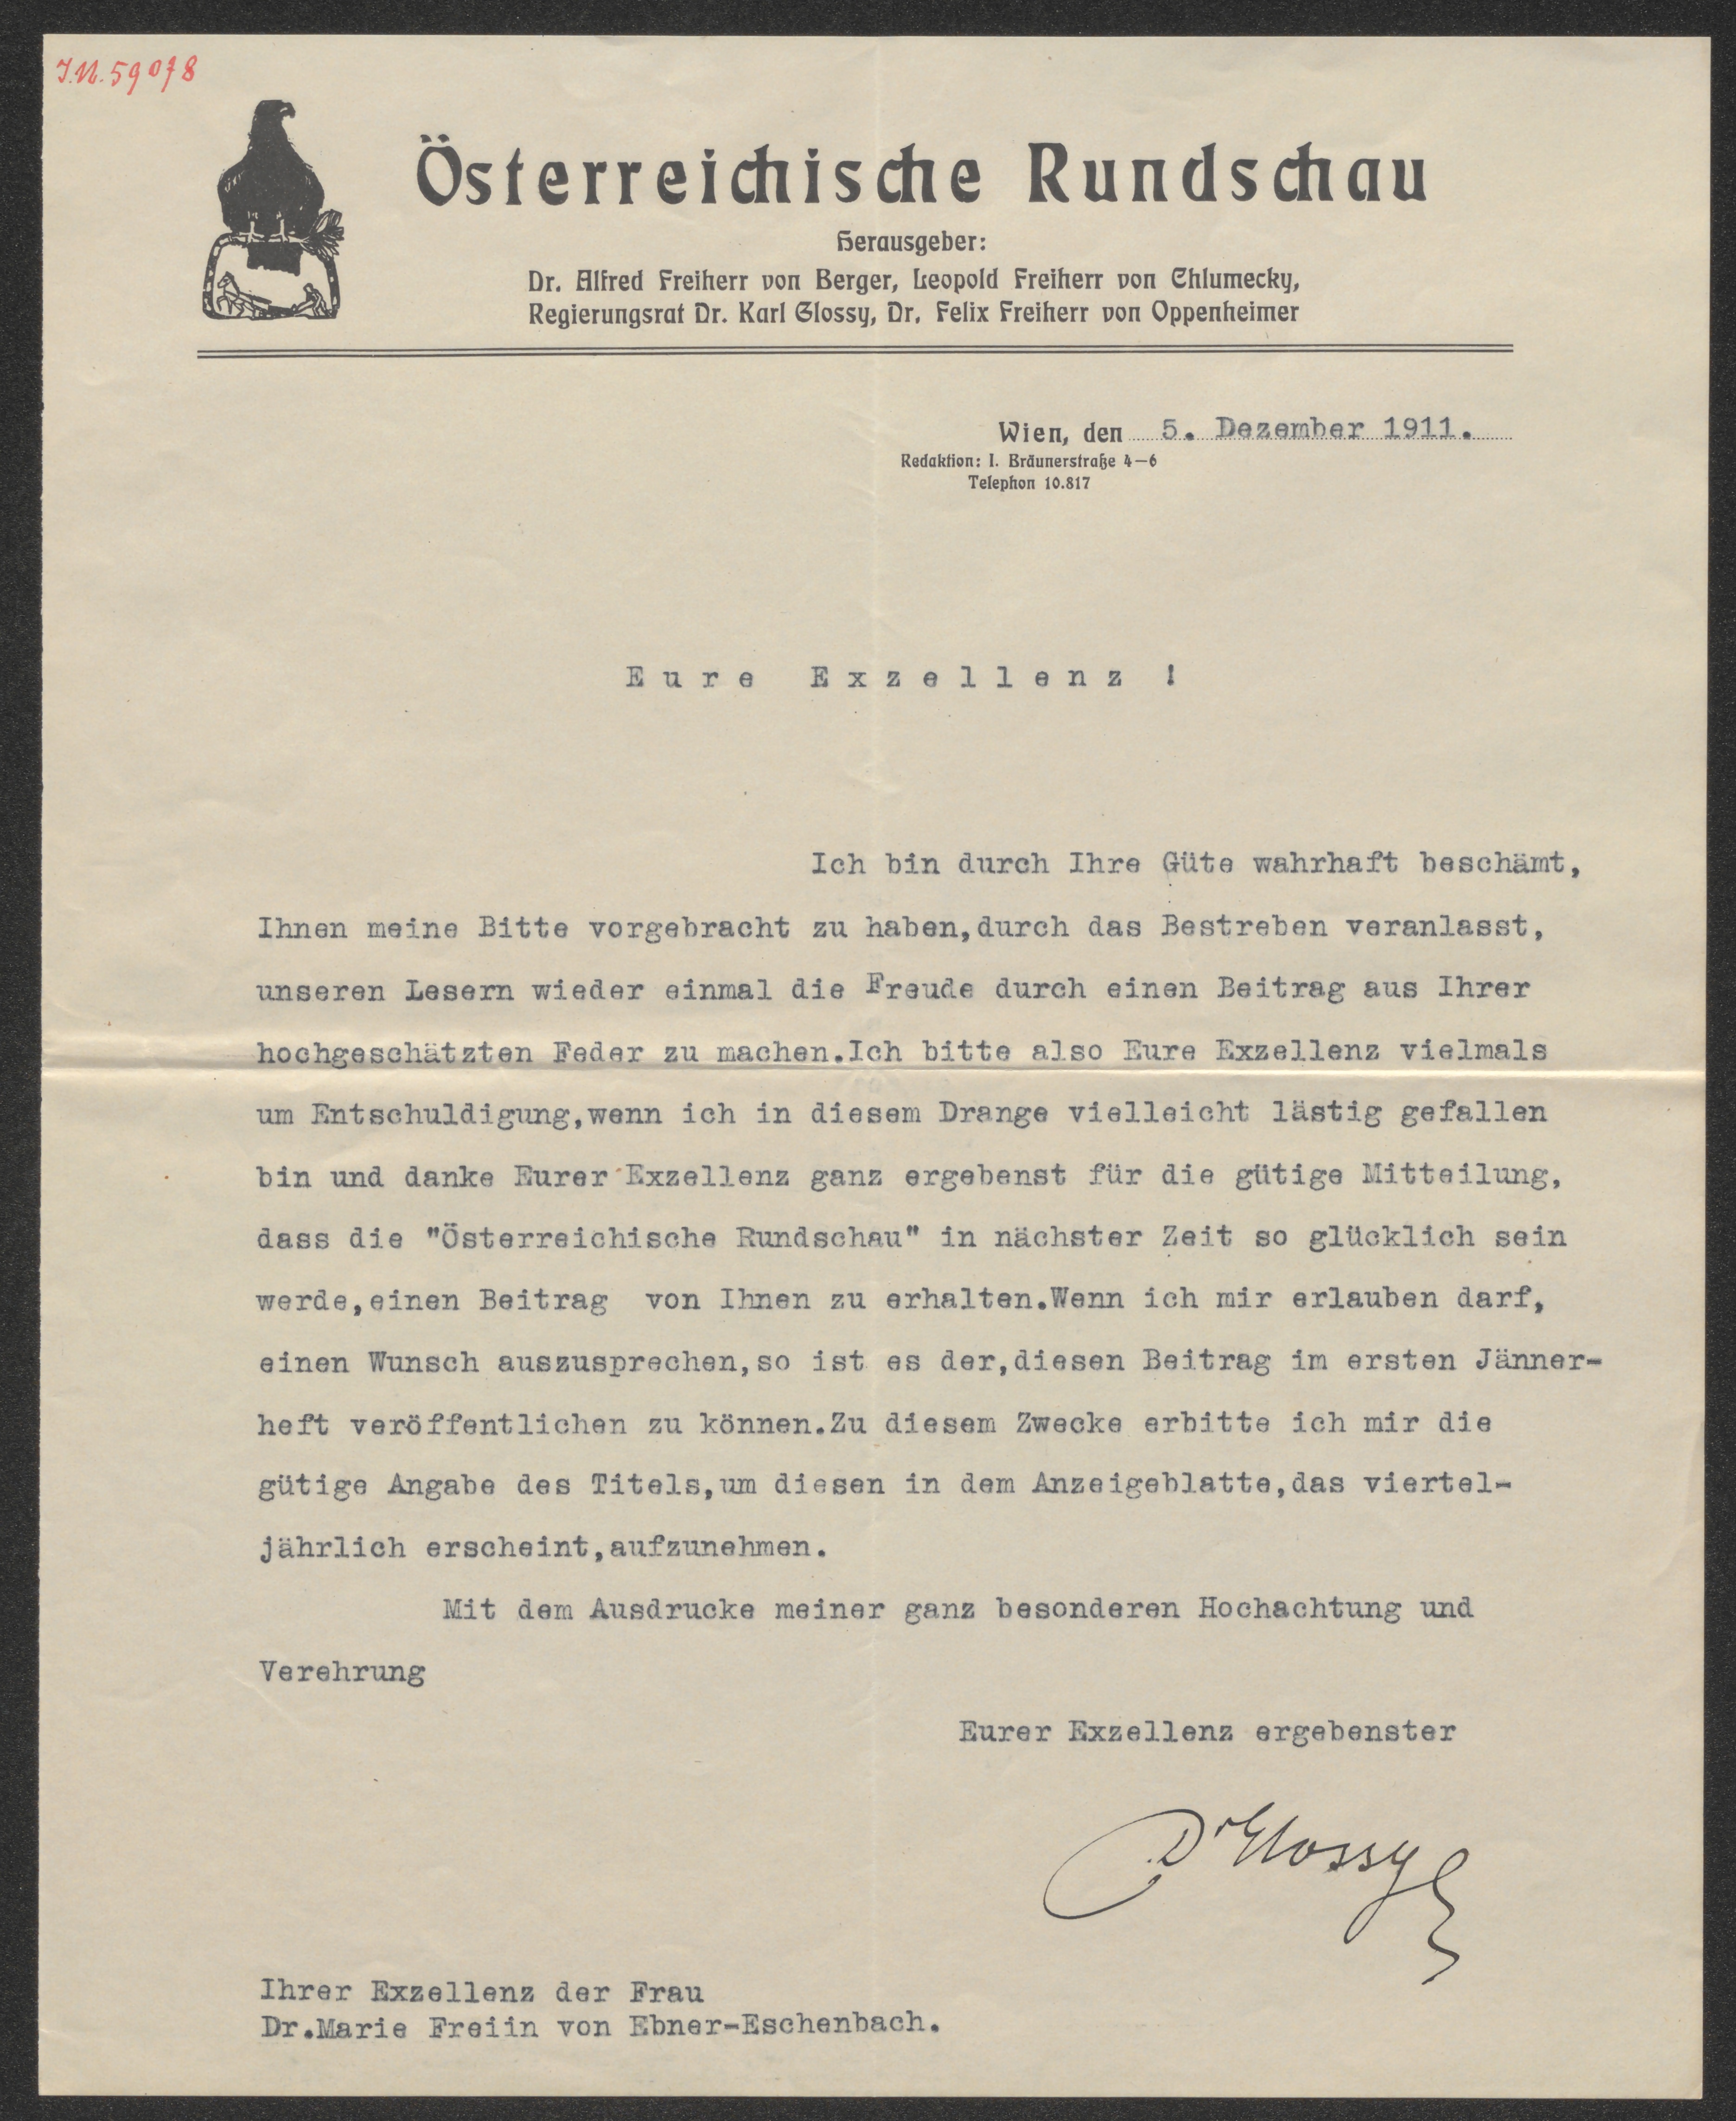 J.N. 59078
Österreichische Rundschau
Herausgeber:
Dr. Alfred Freiherr von Berger, Leopold Freiherr von Chlumecky,
Regierungsrat Dr. Karl Glossy, Dr. Felix Freiherr von Oppenheimer
Wien, den 5. Dezember 1911.
Redaktion: I. Bräunerstraße 4—6
Telephon 10.817
Eure Exzellenz !
Ich bin durch Ihre Güte wahrhaft beschämt,
Ihnen meine Bitte vorgebracht zu haben,durch das Bestreben veranlasst,
unseren Lesern wieder einmal die Freude durch einen Beitrag aus Ihrer
hochgeschätzten Feder zu machen.Ich bitte also Eure Exzellenz vielmals
um Entschuldigung,wenn ich in diesem Drange vielleicht lästig gefallen
bin und danke Eurer Exzellenz ganz ergebenst für die gütige Mitteilung,
dass die "Österreichische Rundschau" in nächster Zeit so glücklich sein
werde,einen Beitrag von Ihnen zu erhalten.Wenn ich mir erlauben darf,
einen Wunsch auszusprechen,so ist es der,diesen Beitrag im ersten Jänner-
heft veröffentlichen zu können.Zu diesem Zwecke erbitte ich mir die
gütige Angabe des Titels,um diesen in dem Anzeigeblatte,das viertel-
jährlich erscheint,aufzunehmen.
Mit dem Ausdrucke meiner ganz besonderen Hochachtung und
Verehrung
Eurer Exzellenz ergebenster
Dr Glossy
Ihrer Exzellenz der Frau
Dr.Marie Freiin von Ebner-Eschenbach.